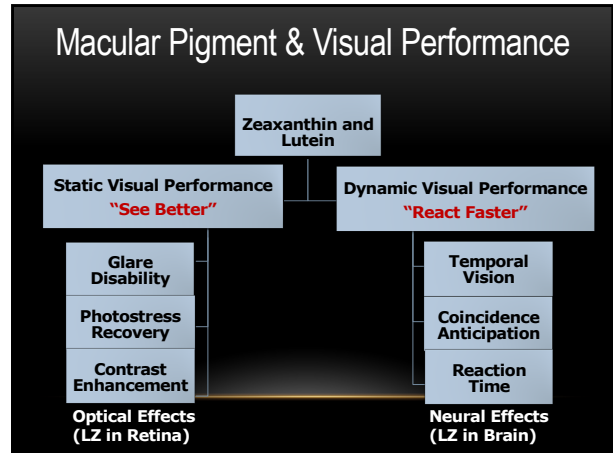 Macular Pigment & Visual Performance
Zeaxanthin and
Lutein
Static Visual Performance
“See Better”
Dynamic Visual Performance
“React Faster”
Glare
Disability
Photostress
Recovery
Contrast
Enhancement
Temporal
Vision
Coincidence
Anticipation
Reaction
Time
Optical Effects
(LZ in Retina)
Neural Effects
(LZ in Brain)